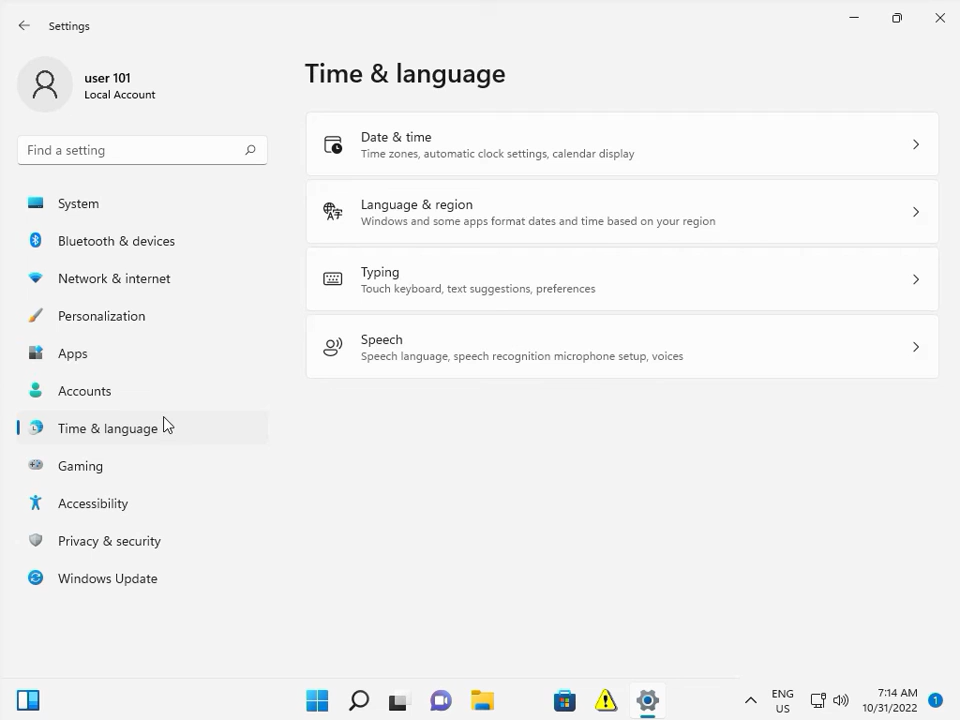 Settings
user 101
Local Account
Find a setting
System
Bluetooth & devices
Network & internet
Personalization
Apps
Accounts
Time & language
Gaming
Accessibility
Privacy & security
Windows Update
Time & language
Date & time
Time zones, automatic clock settings, calendar display
Language & region
Windows and some apps format dates and time based on your region
Typing
Touch keyboard, text suggestions, preferences
Speech
Speech language, speech recognition microphone setup, voices
ENG
US
7:14 AM
10/31/2022
1